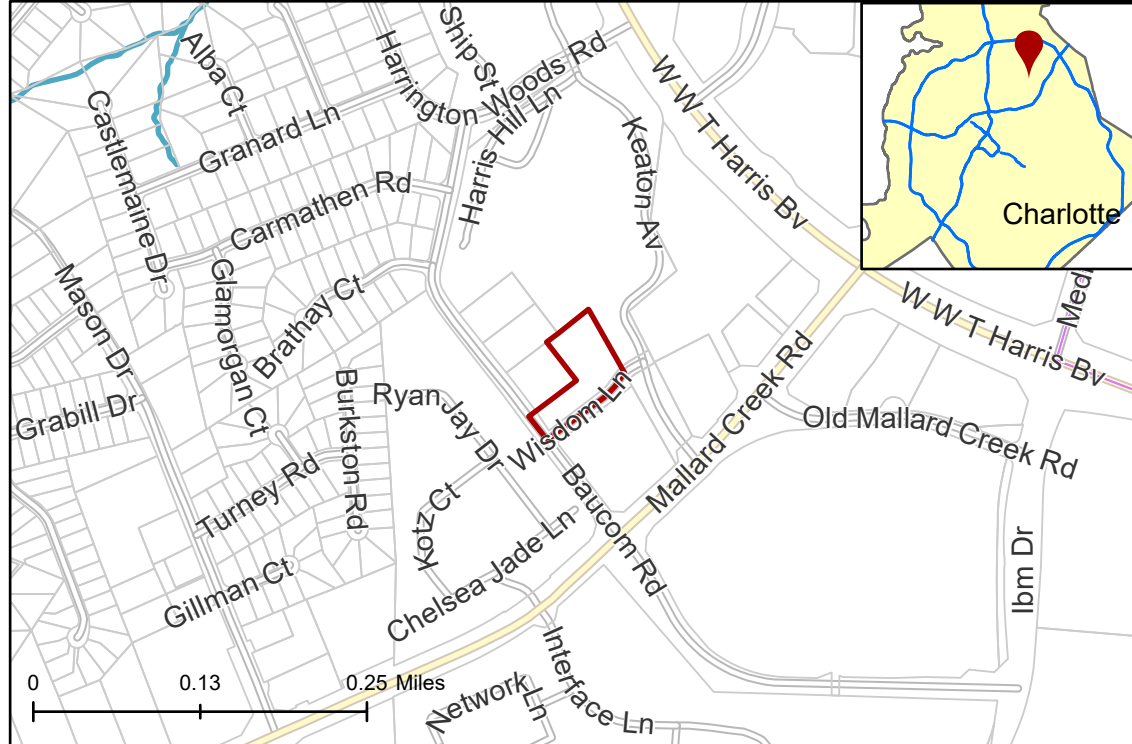 Ship St
Harrington Woods Rd
Alba Ct
Harris Hill Ln
W W T Harris Bv
Charlotte
Castlemaine Dr
Granard Ln
Keaton Av
Carmathen Rd
Mason Dr
Glamorgan Ct
Brathay Ct
W W T Harris Bv
Grabill Dr
Burkston Rd
Ryan Jay Dr
Wisdom Ln
Mallard Creek Rd
Old Mallard Creek Rd
Turney Rd
Kotz Ct
Baucom Rd
Gillman Ct
Chelsea Jade Ln
Ibm Dr
Interface Ln
Network Ln
0 0.13 0.25 Miles